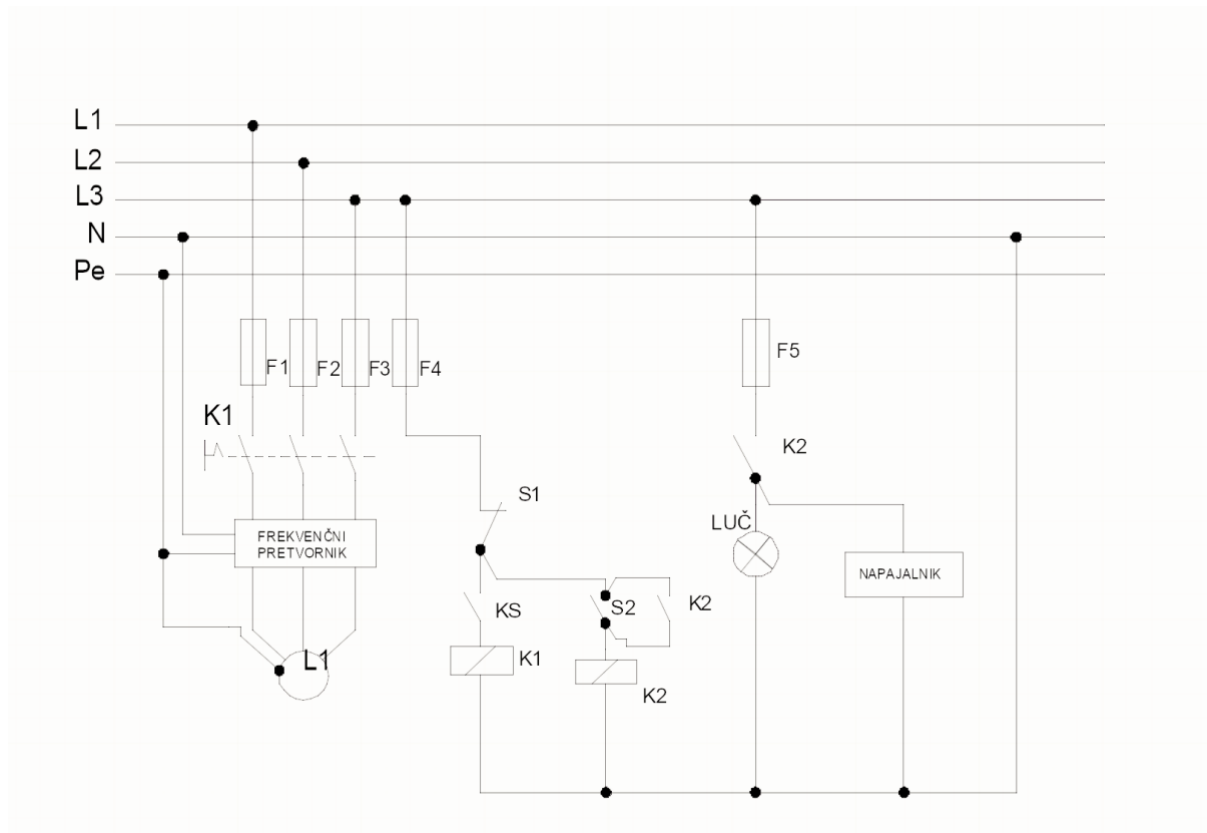 L1
L2
L3
N
Pe
F1
F2
F3
F4
F5
K1
K2
S1
LUČ
FREKVENČNI
PRETVORNIK
NAPAJALNIK
KS
S2
K2
L1
K1
K2